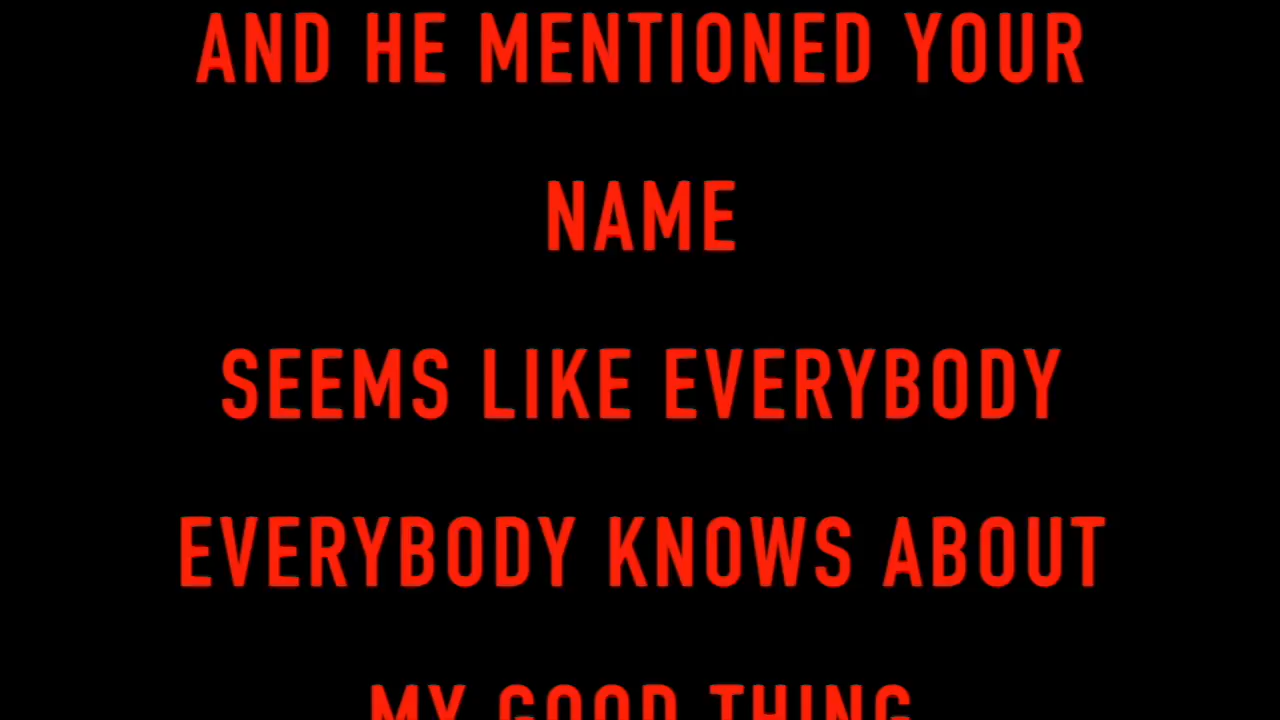 AND HE MENTIONED YOUR
NAME
SEEMS LIKE EVERYBODY
EVERYBODY KNOWS ABOUT
MY GOOD THING